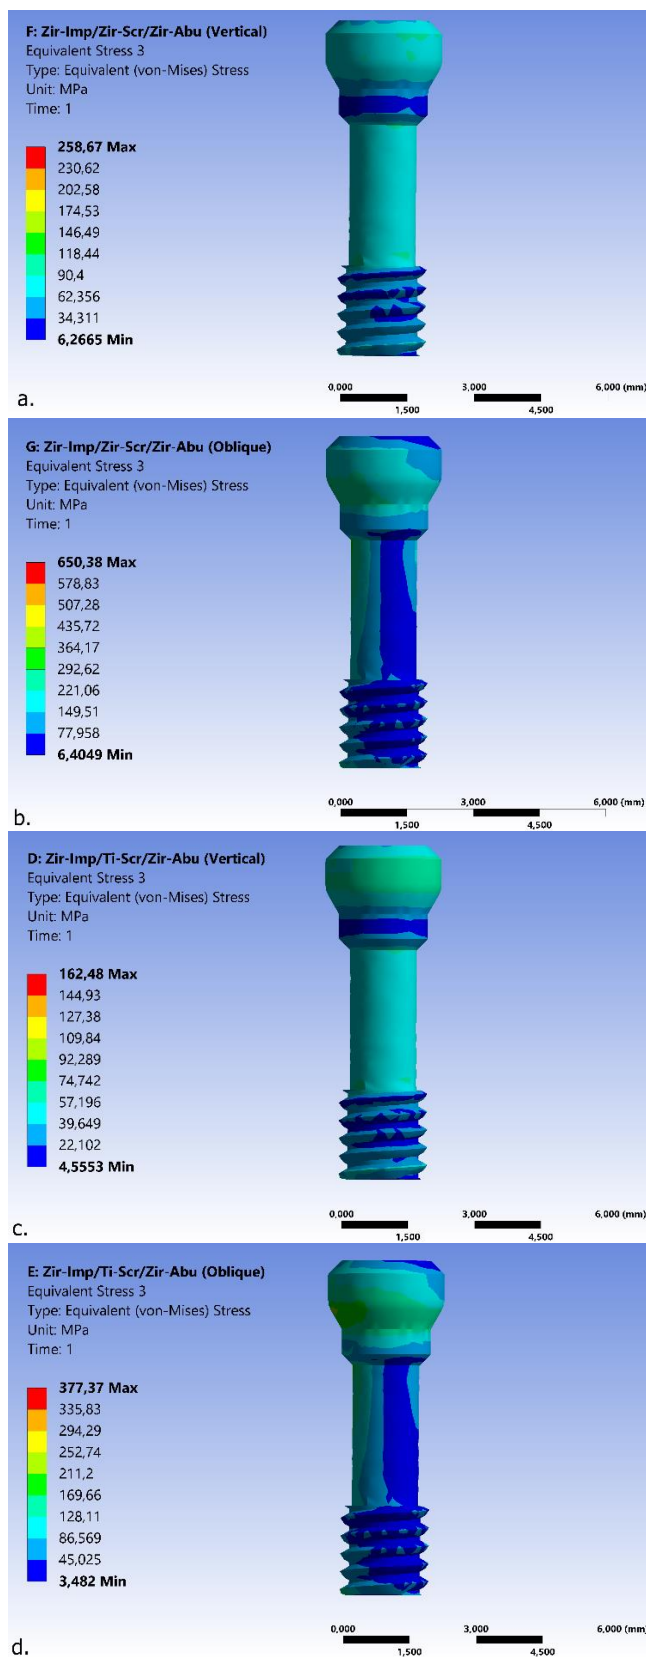 F: Zir-Imp/Zir-Scr/Zir-Abu (Vertical)
Equivalent Stress 3
Type: Equivalent (von-Mises) Stress
Unit: MPa
Time: 1
258,67 Max
230,62
202,58
174,53
146,49
118,44
90,4
62,356
34,311
6,2665 Min
0,000 3,000 6,000 (mm)
1,500 4,500
a.
G: Zir-Imp/Zir-Scr/Zir-Abu (Oblique)
Equivalent Stress 3
Type: Equivalent (von-Mises) Stress
Unit: MPa
Time: 1
650,38 Max
578,83
507,28
435,72
364,17
292,62
221,06
149,51
77,958
6,4049 Min
0,000 3,000 6,000 (mm)
1,500 4,500
b.
D: Zir-Imp/Ti-Scr/Zir-Abu (Vertical)
Equivalent Stress 3
Type: Equivalent (von-Mises) Stress
Unit: MPa
Time: 1
162,48 Max
144,93
127,38
109,84
92,289
74,742
57,196
39,649
22,102
4,5553 Min
0,000 3,000 6,000 (mm)
1,500 4,500
c.
E: Zir-Imp/Ti-Scr/Zir-Abu (Oblique)
Equivalent Stress 3
Type: Equivalent (von-Mises) Stress
Unit: MPa
Time: 1
377,37 Max
335,83
294,29
252,74
211,2
169,66
128,11
86,569
45,025
3,482 Min
0,000 3,000 6,000 (mm)
1,500 4,500
d.